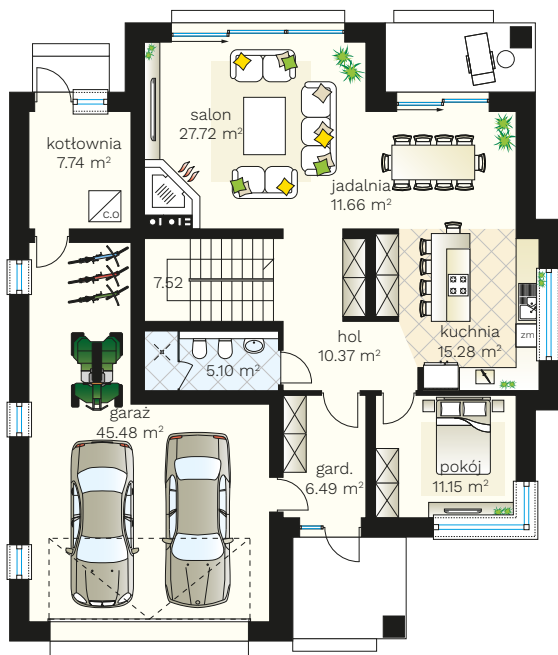 salon
27.72 m²
kotłownia
7.74 m²
c.o
jadalnia
11.66 m²
7.52
hol
10.37 m²
kuchnia
15.28 m²
zm
5.10 m²
garaż
45.48 m²
gard.
6.49 m²
pokój
11.15 m²